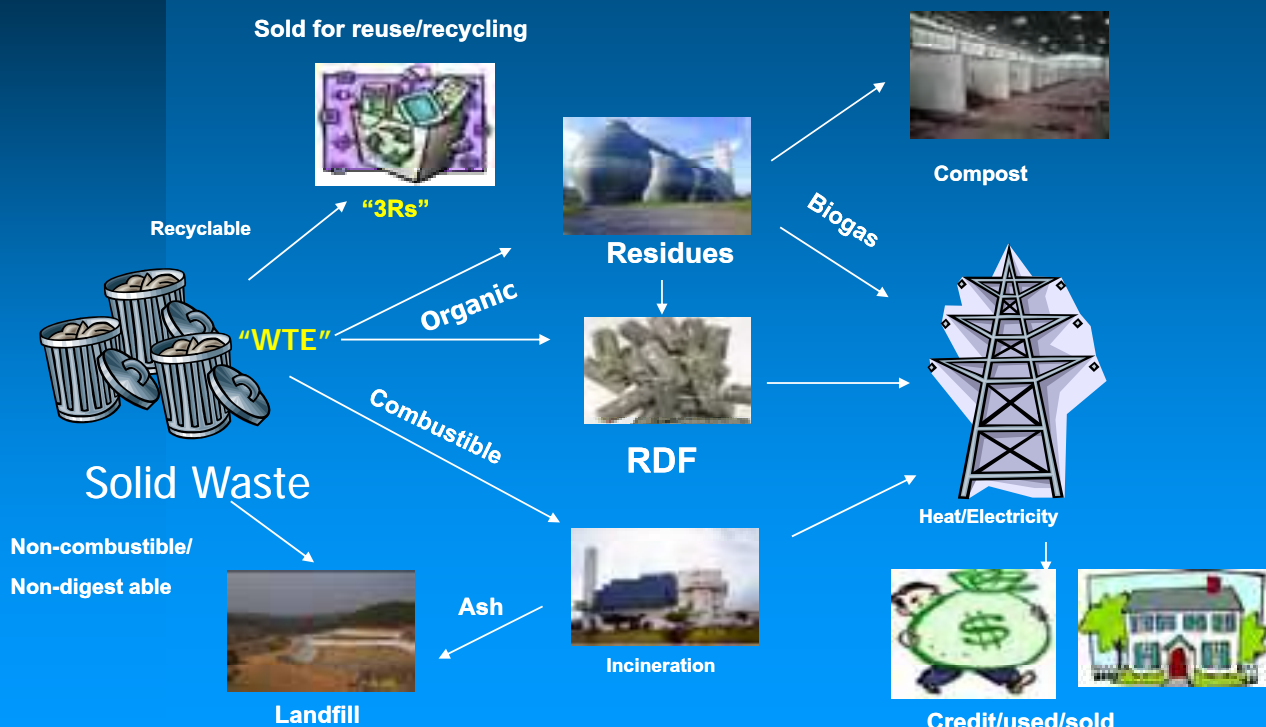 Sold for reuse/recycling
“3Rs”
Recyclable
Compost
Biogas
Residues
Organic
“WTE”
Combustible
RDF
Solid Waste
Heat/Electricity
Non-combustible/
Non-digest able
Ash
Incineration
Landfill
Credit/used/sold